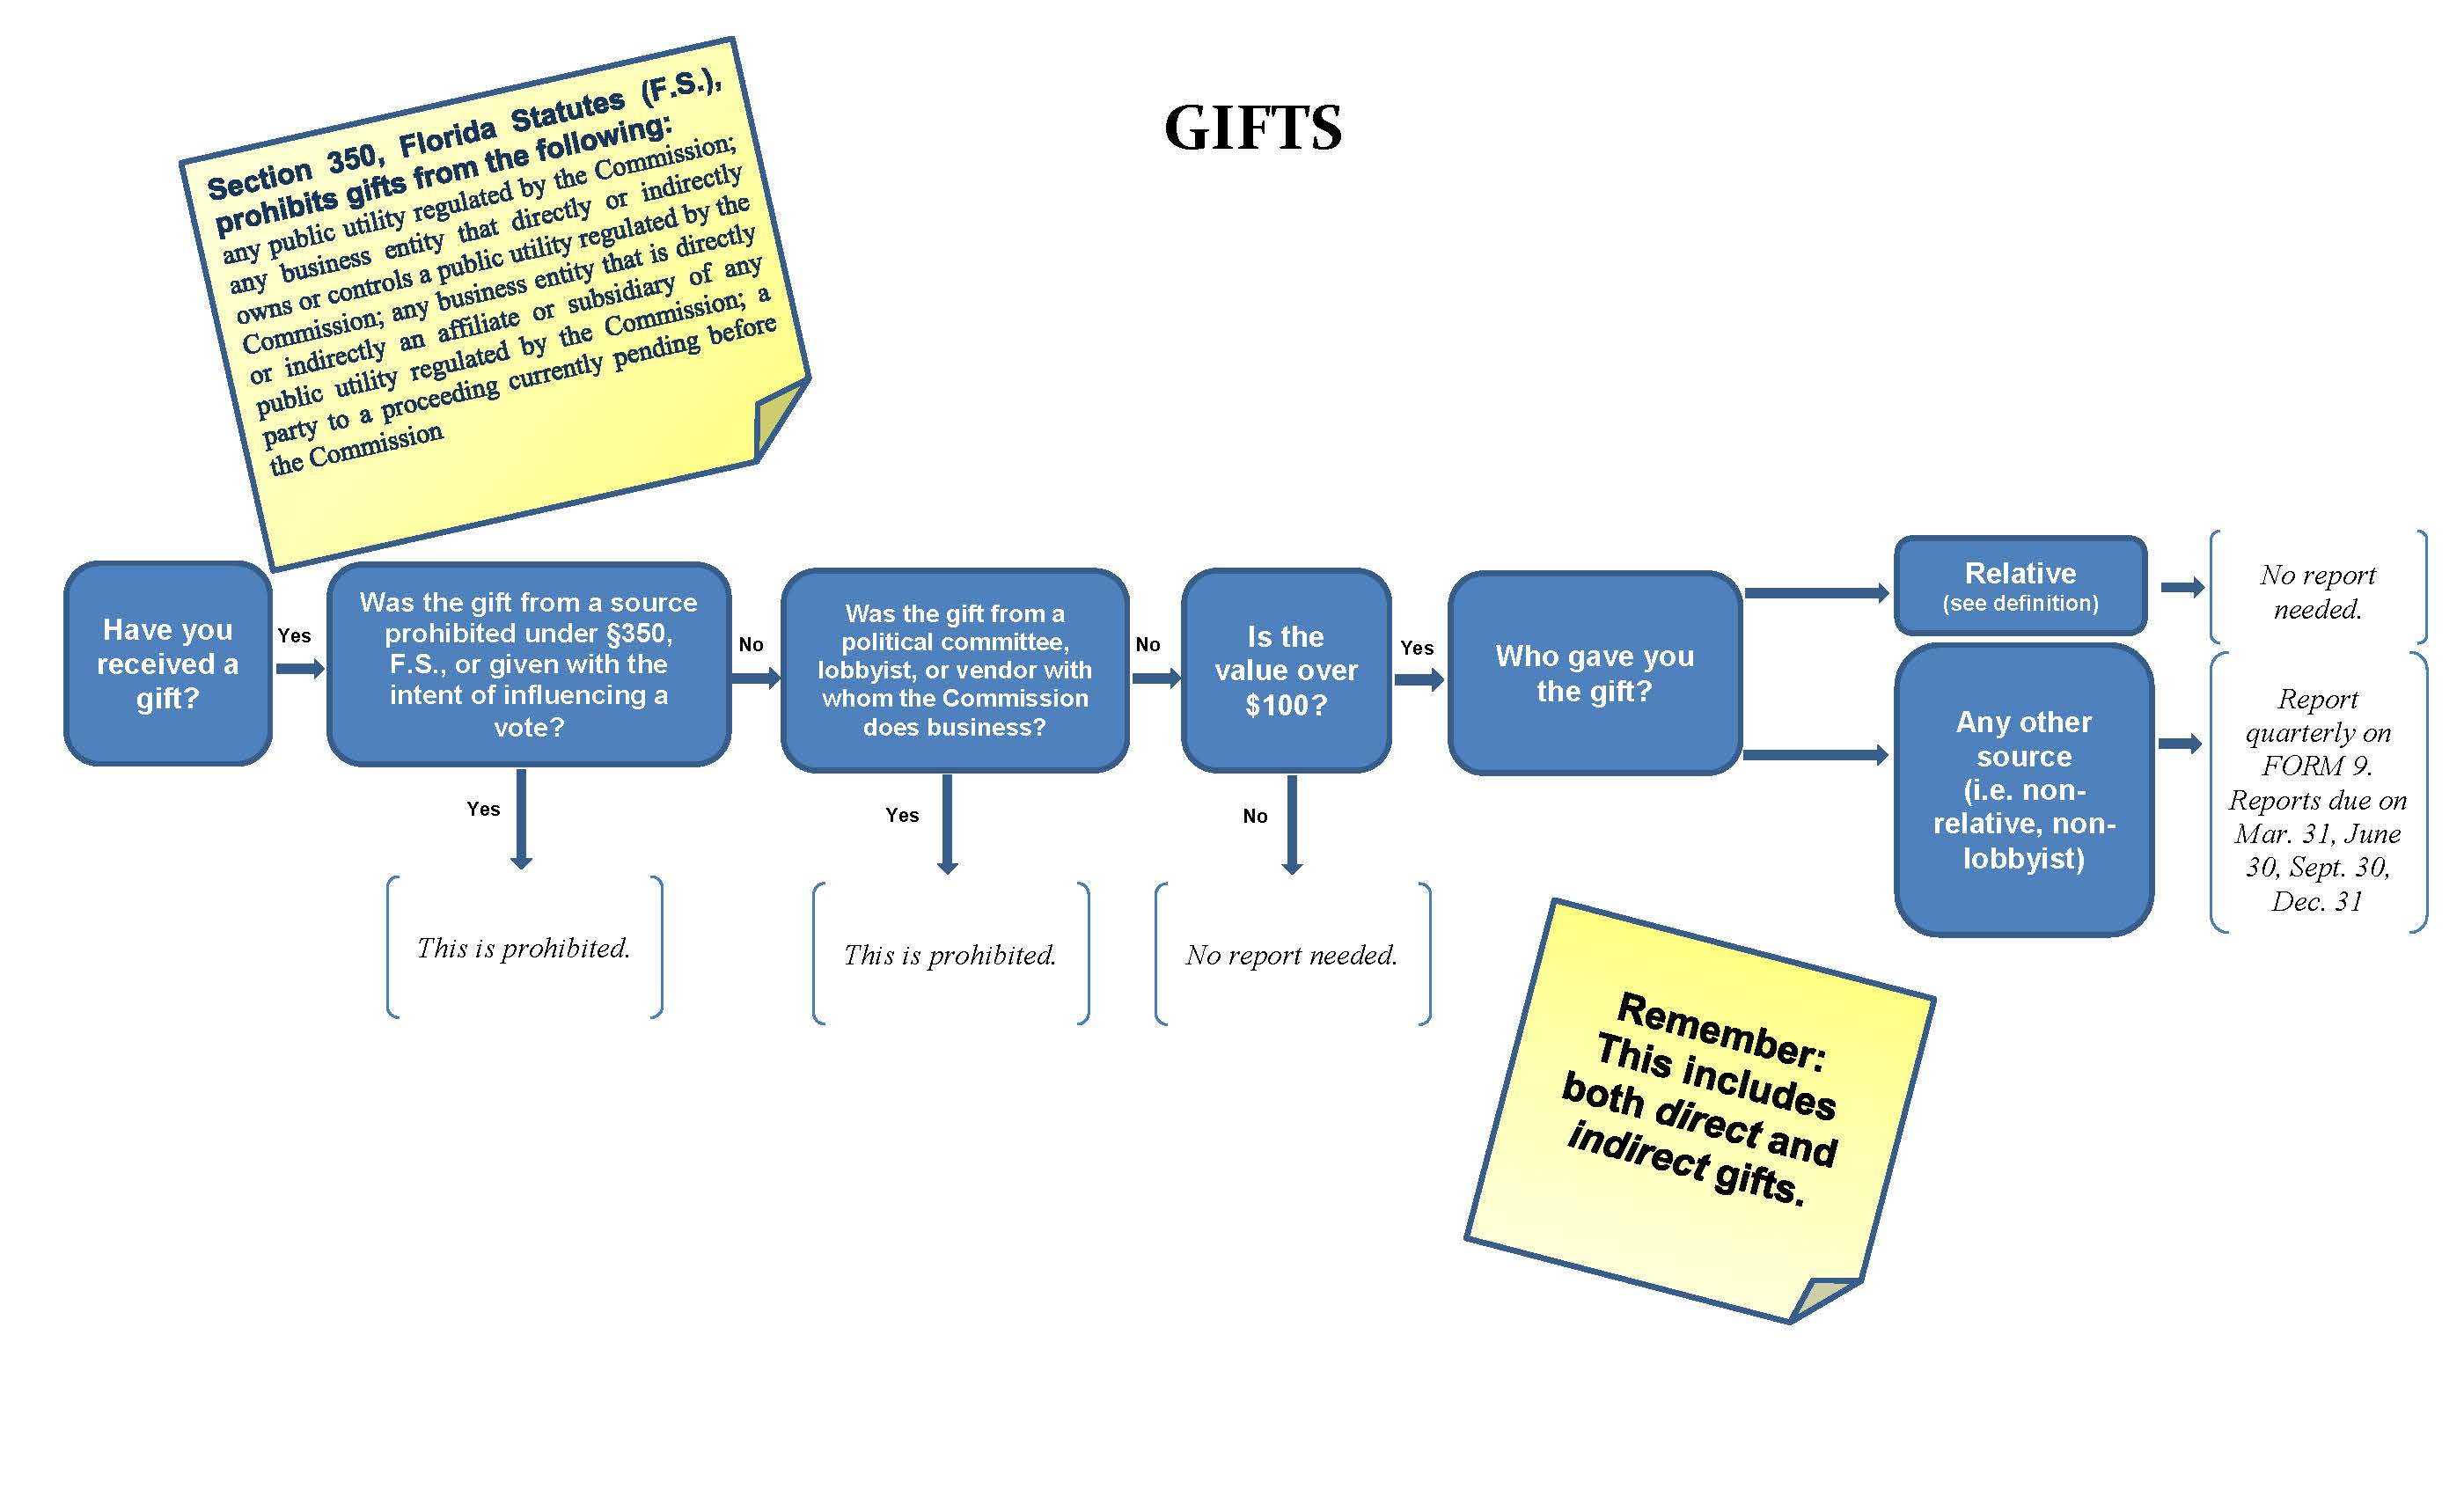 GIFTS
Section 350, Florida Statutes (F.S.),
prohibits gifts from the following:
any public utility regulated by the Commission;
any business entity that directly or indirectly
owns or controls a public utility regulated by the
Commission; any business entity that is directly
or indirectly an affiliate or subsidiary of any
public utility regulated by the Commission; a
party to a proceeding currently pending before
the Commission
Have you
received a
gift?
Yes
Was the gift from a source
prohibited under §350,
F.S., or given with the
intent of influencing a
vote?
Yes
This is prohibited.
No
Was the gift from a
political committee,
lobbyist, or vendor with
whom the Commission
does business?
Yes
This is prohibited.
No
Is the
value over
$100?
No
No report needed.
Yes
Who gave you
the gift?
Relative
(see definition)
No report
needed.
Any other
source
(i.e. non-
relative, non-
lobbyist)
Report
quarterly on
FORM 9.
Reports due on
Mar. 31, June
30, Sept. 30,
Dec. 31
Remember:
This includes
both direct and
indirect gifts.